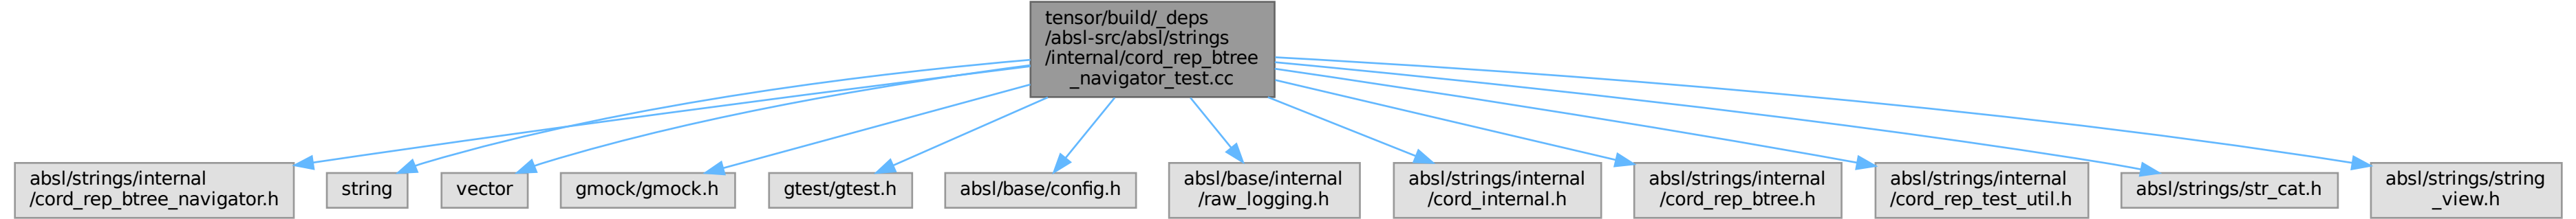 tensor/build/_deps
/absl-src/absl/strings
/internal/cord_rep_btree
_navigator_test.cc
absl/strings/internal
/cord_rep_btree_navigator.h
string
vector
gmock/gmock.h
gtest/gtest.h
absl/base/config.h
absl/base/internal
/raw_logging.h
absl/strings/internal
/cord_internal.h
absl/strings/internal
/cord_rep_btree.h
absl/strings/internal
/cord_rep_test_util.h
absl/strings/str_cat.h
absl/strings/string
_view.h